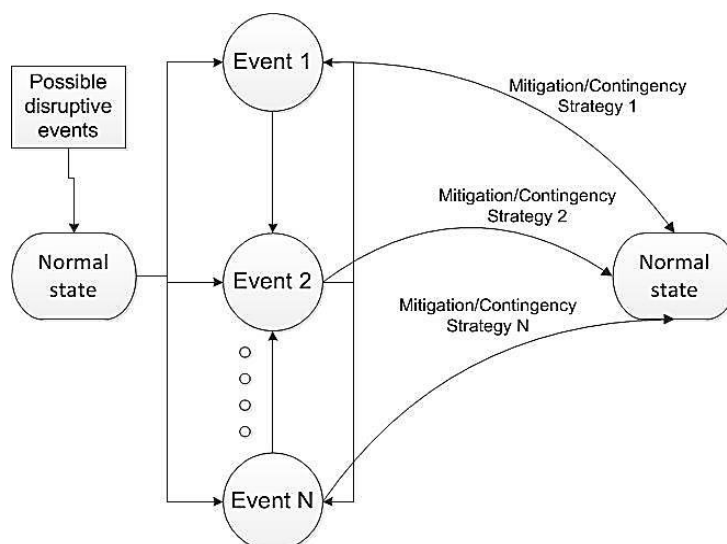 Possible
disruptive
events
Event 1
Mitigation/Contingency
Strategy 1
Mitigation/Contingency
Strategy 2
Normal
state
Event 2
Normal
state
Mitigation/Contingency
Strategy N
Event N